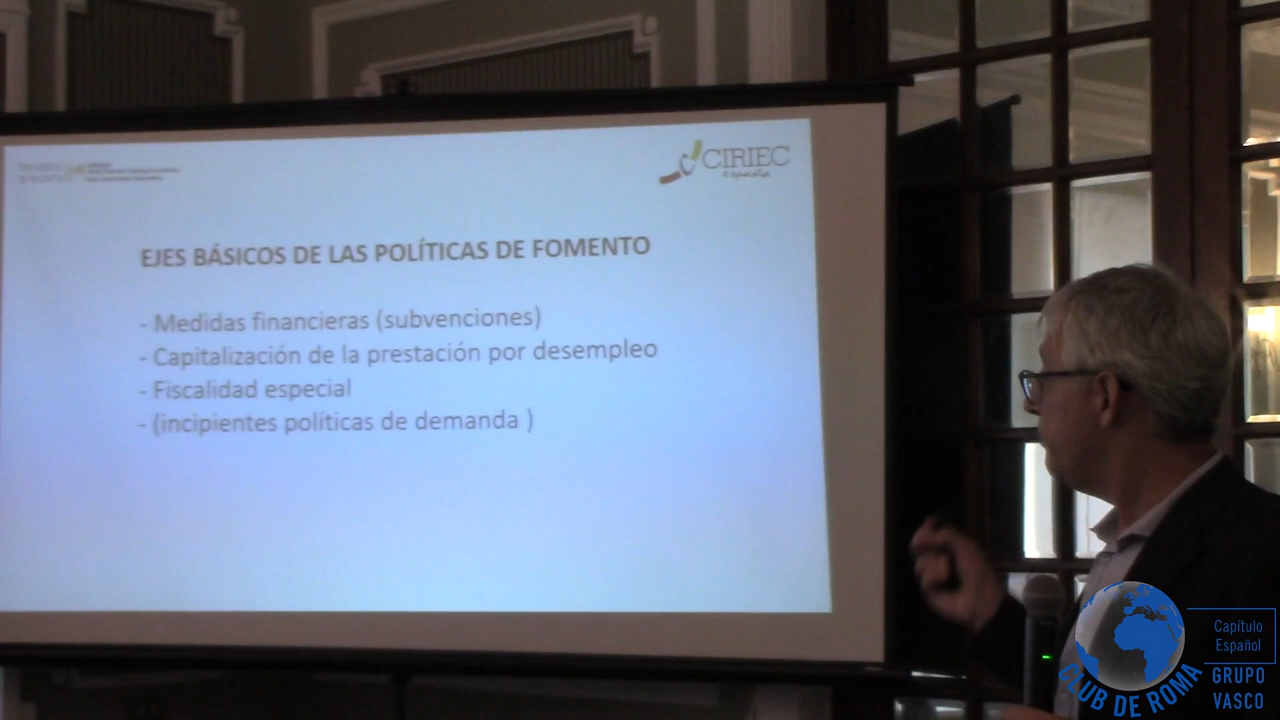 CIRIEC
españa
EJES BÁSICOS DE LAS POLÍTICAS DE FOMENTO
- Medidas financieras (subvenciones)
- Capitalización de la prestación por desempleo
- Fiscalidad especial
- (incipientes políticas de demanda )
Capítulo
Español
GRUPO
VASCO
CLUB DE ROMA